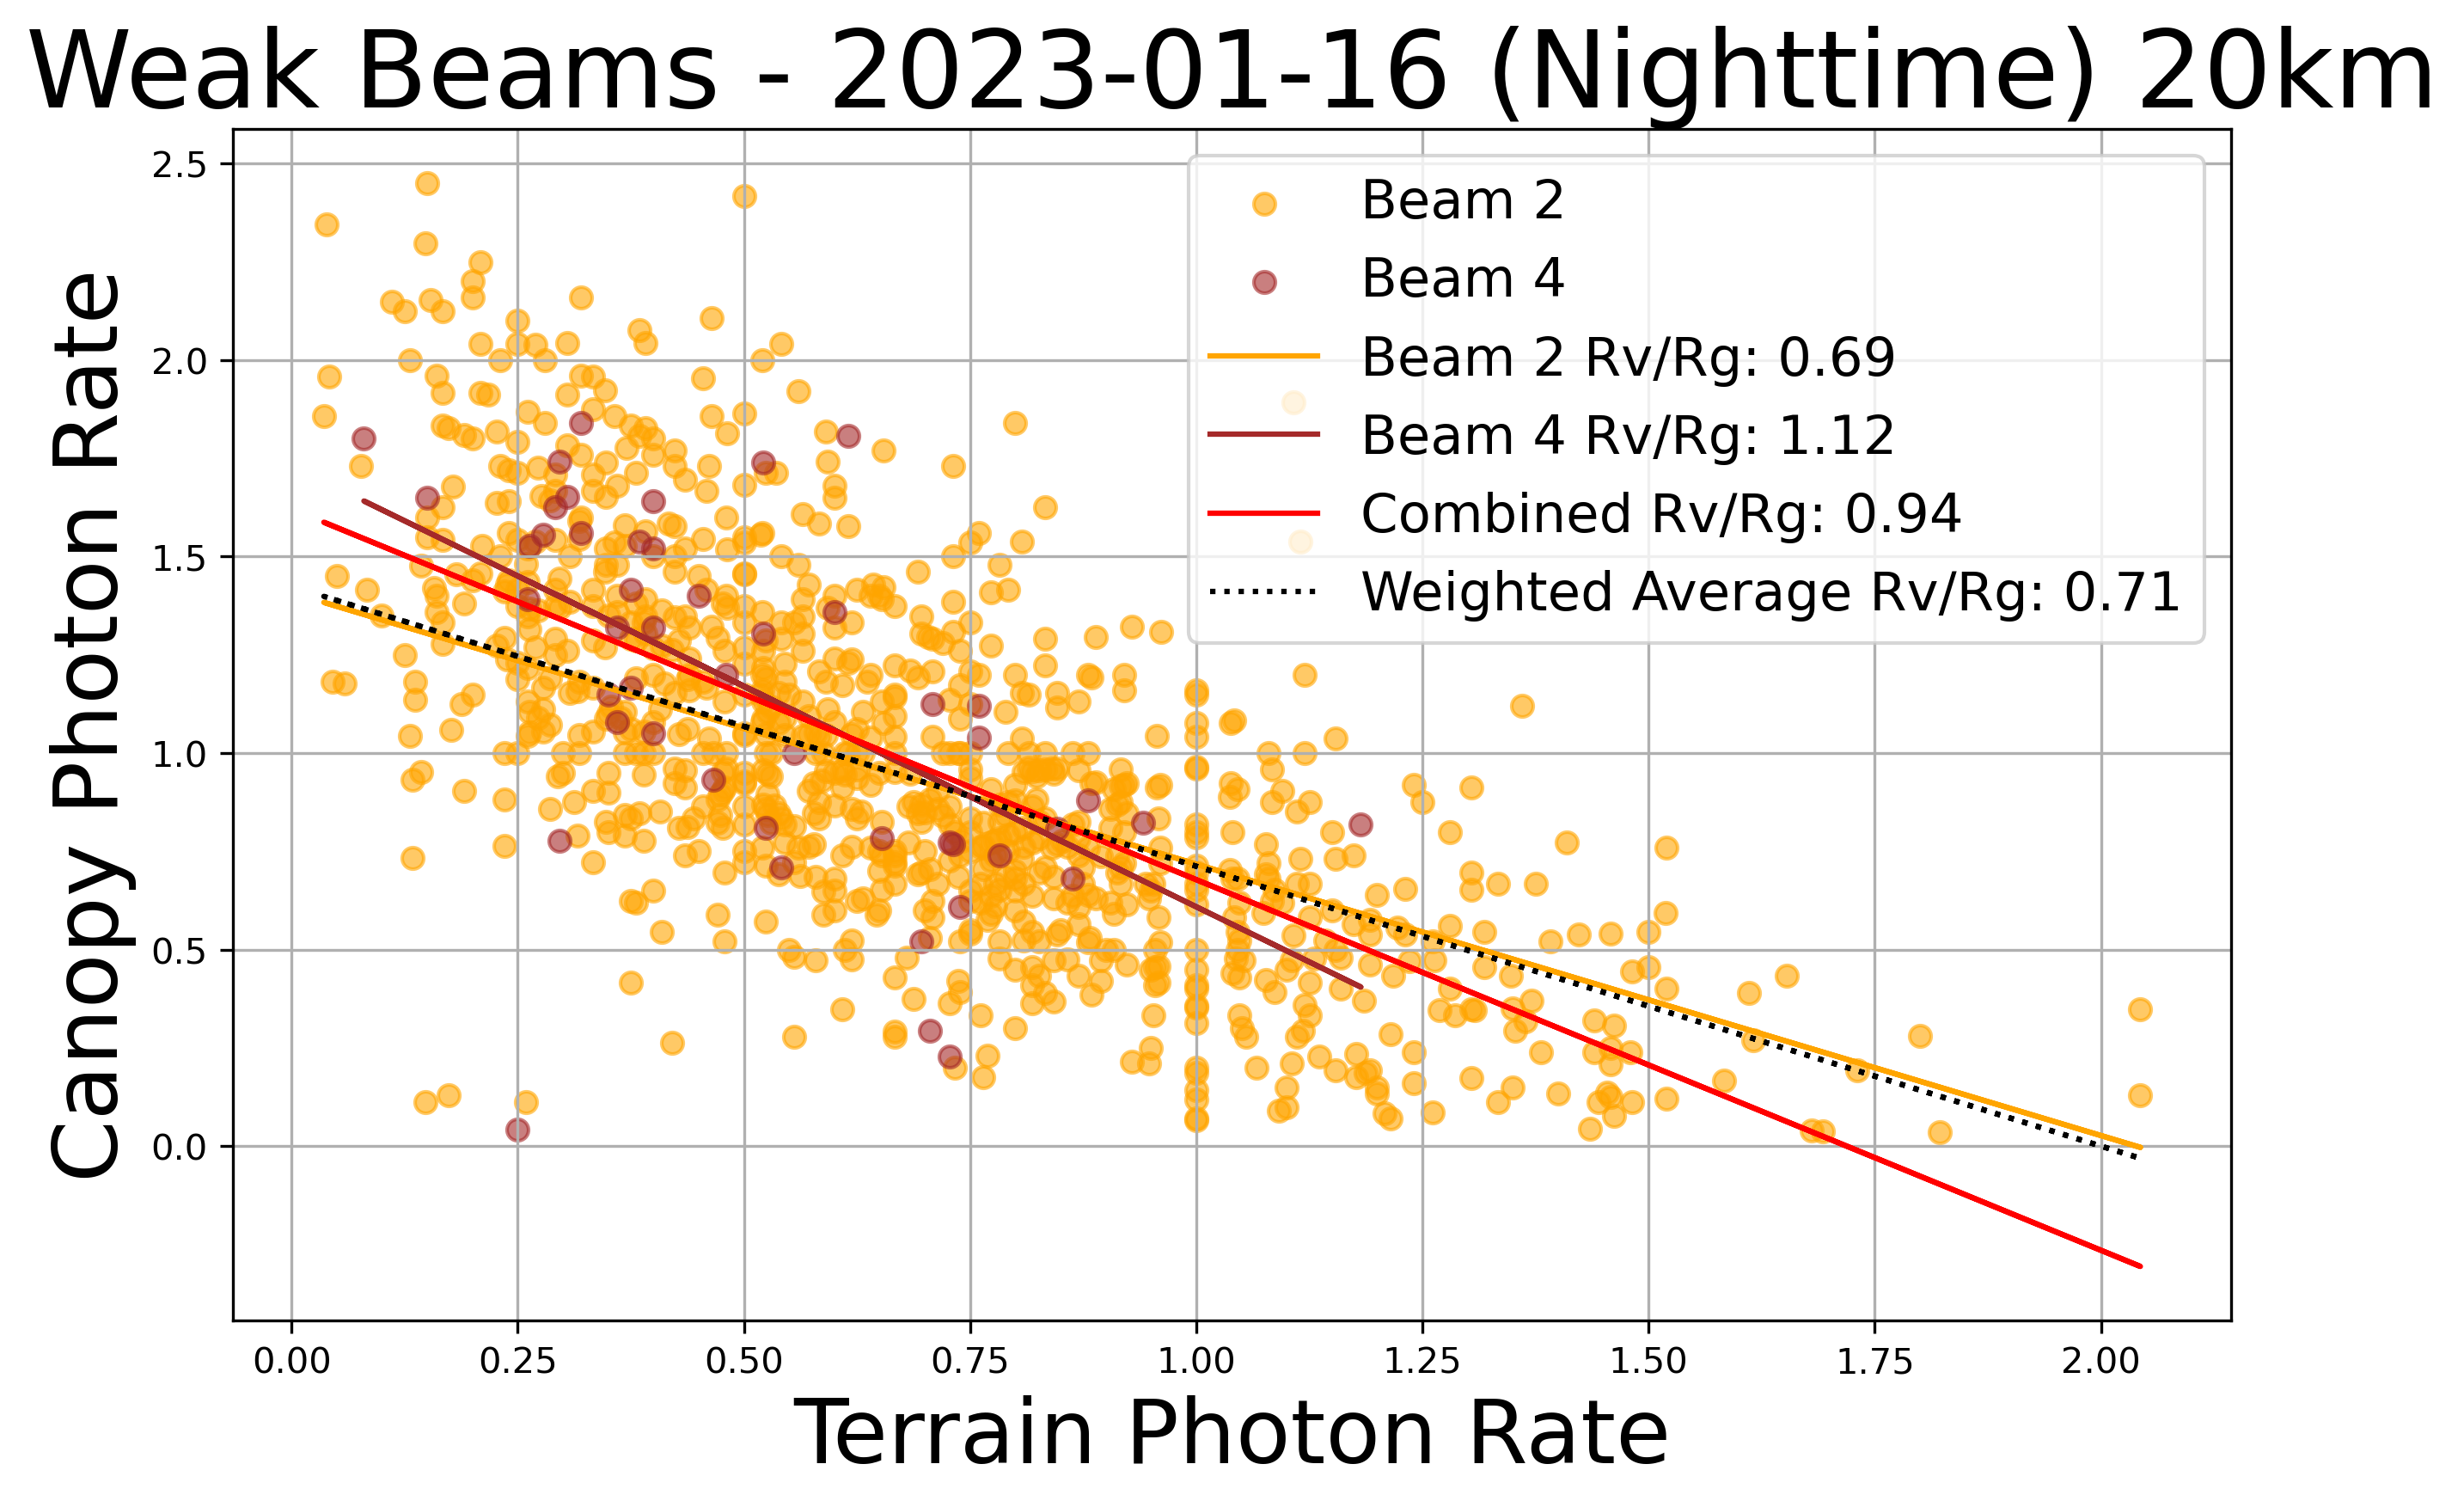 Weak Beams - 2023-01-16 (Nighttime) 20km
Canopy Photon Rate
2.5
2.0
1.5
1.0
0.5
0.0
Beam 2
Beam 4
Beam 2 Rv/Rg: 0.69
Beam 4 Rv/Rg: 1.12
Combined Rv/Rg: 0.94
Weighted Average Rv/Rg: 0.71
0.00 0.25 0.50 0.75 1.00 1.25 1.50 1.75 2.00
Terrain Photon Rate